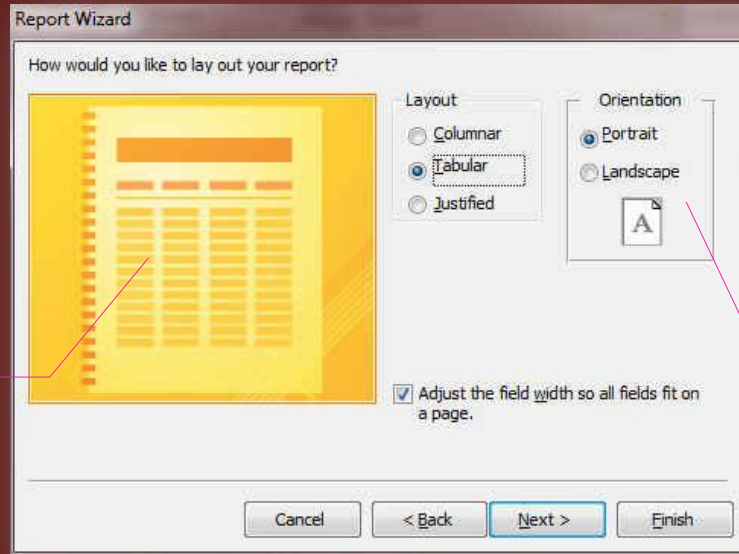 Report Wizard
How would you like to lay out your report?
Layout
Columnar
Tabular
Justified
Orientation
Portrait
Landscape
A
Adjust the field width so all fields fit on
a page.
Cancel
< Back
Next >
Finish